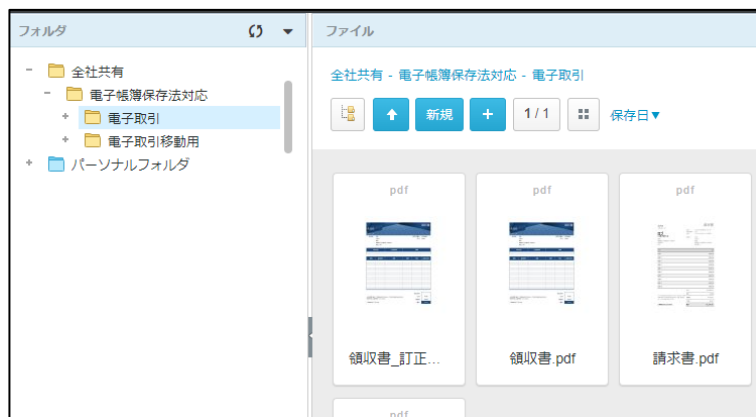 フォルダ
全社共有
電子帳簿保存法対応
電子取引
電子取引移動用
パーソナルフォルダ
ファイル
全社共有 - 電子帳簿保存法対応 - 電子取引
新規
1 / 1
保存日▼
pdf
pdf
pdf
領収書_訂正...
領収書.pdf
請求書.pdf
pdf